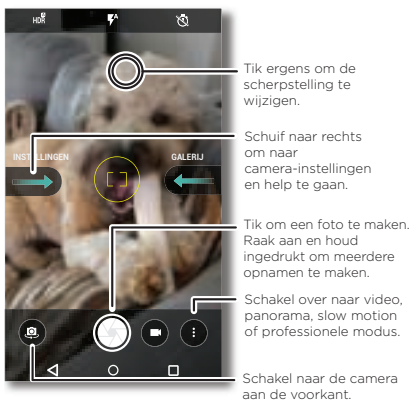 HDR
A
Tik ergens om de
scherpstelling te
wijzigen.
Schuif naar rechts
om naar
camera-instellingen
en help te gaan.
INSTELLINGEN
GALERIJ
Tik om een foto te maken.
Raak aan en houd
ingedrukt om meerdere
opnamen te maken.
Schakel over naar video,
panorama, slow motion
of professionele modus.
Schakel naar de camera
aan de voorkant.